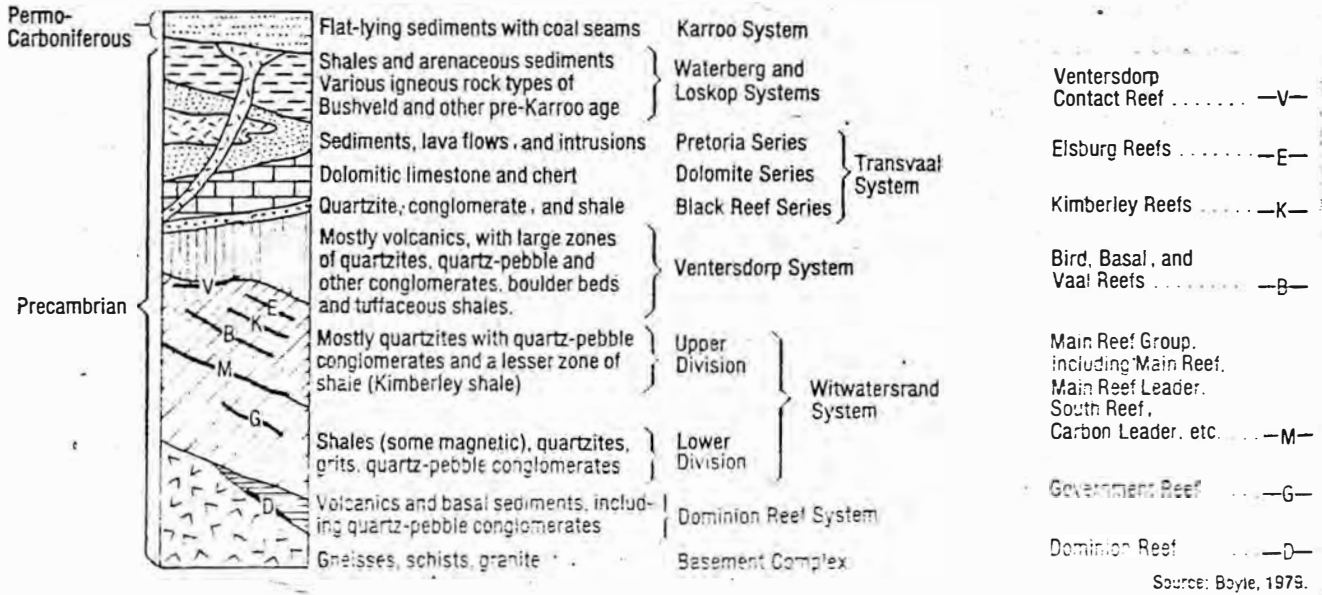 Permo-
Carboniferous
Flat-lying sediments with coal seams
Karroo System
Shales and arenaceous sediments
Various igneous rock types of
Bushveld and other pre-Karroo age
Waterberg and
Loskop Systems
Sediments, lava flows, and intrusions
Pretoria Series
Dolomitic limestone and chert
Dolomite Series
Quartzite, conglomerate, and shale
Black Reef Series
Transvaal
System
Precambrian
Mostly volcanics, with large zones
of quartzites, quartz-pebble and
other conglomerates, boulder beds
and tuffaceous shales.
Ventersdorp System
Mostly quartzites with quartz-pebble
conglomerates and a lesser zone of
shale (Kimberley shale)
Upper
Division
Witwatersrand
System
Shales (some magnetic), quartzites,
grits, quartz-pebble conglomerates
Lower
Division
Volcanics and basal sediments, includ-
ing quartz-pebble conglomerates
Dominion Reef System
Gneisses, schists, granite
Basement Complex
V
E
K
B
M
G
D
Ventersdorp
Contact Reef ....... —V—
Elsburg Reefs ........ —E—
Kimberley Reefs ...... —K—
Bird, Basal, and
Vaal Reefs ........ —B—
Main Reef Group,
including Main Reef,
Main Reef Leader,
South Reef,
Carbon Leader, etc. ... —M—
Government Reef ... —G—
Dominion Reef ... —D—
Source: Boyle, 1979.